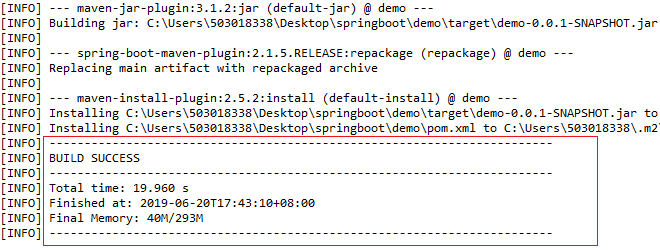 [INFO] --- maven-jar-plugin:3.1.2:jar (default-jar) @ demo ---
[INFO] Building jar: C:\Users\503018338\Desktop\springboot\demo\target\demo-0.0.1-SNAPSHOT.jar
[INFO]
[INFO] --- spring-boot-maven-plugin:2.1.5.RELEASE:repackage (repackage) @ demo ---
[INFO] Replacing main artifact with repackaged archive
[INFO]
[INFO] --- maven-install-plugin:2.5.2:install (default-install) @ demo ---
[INFO] Installing C:\Users\503018338\Desktop\springboot\demo\target\demo-0.0.1-SNAPSHOT.jar to
[INFO] Installing C:\Users\503018338\Desktop\springboot\demo\pom.xml to C:\Users\503018338\.m2\
[INFO] ------------------------------------------------------------------------
[INFO] BUILD SUCCESS
[INFO] ------------------------------------------------------------------------
[INFO] Total time: 19.960 s
[INFO] Finished at: 2019-06-20T17:43:10+08:00
[INFO] Final Memory: 40M/293M
[INFO] ------------------------------------------------------------------------